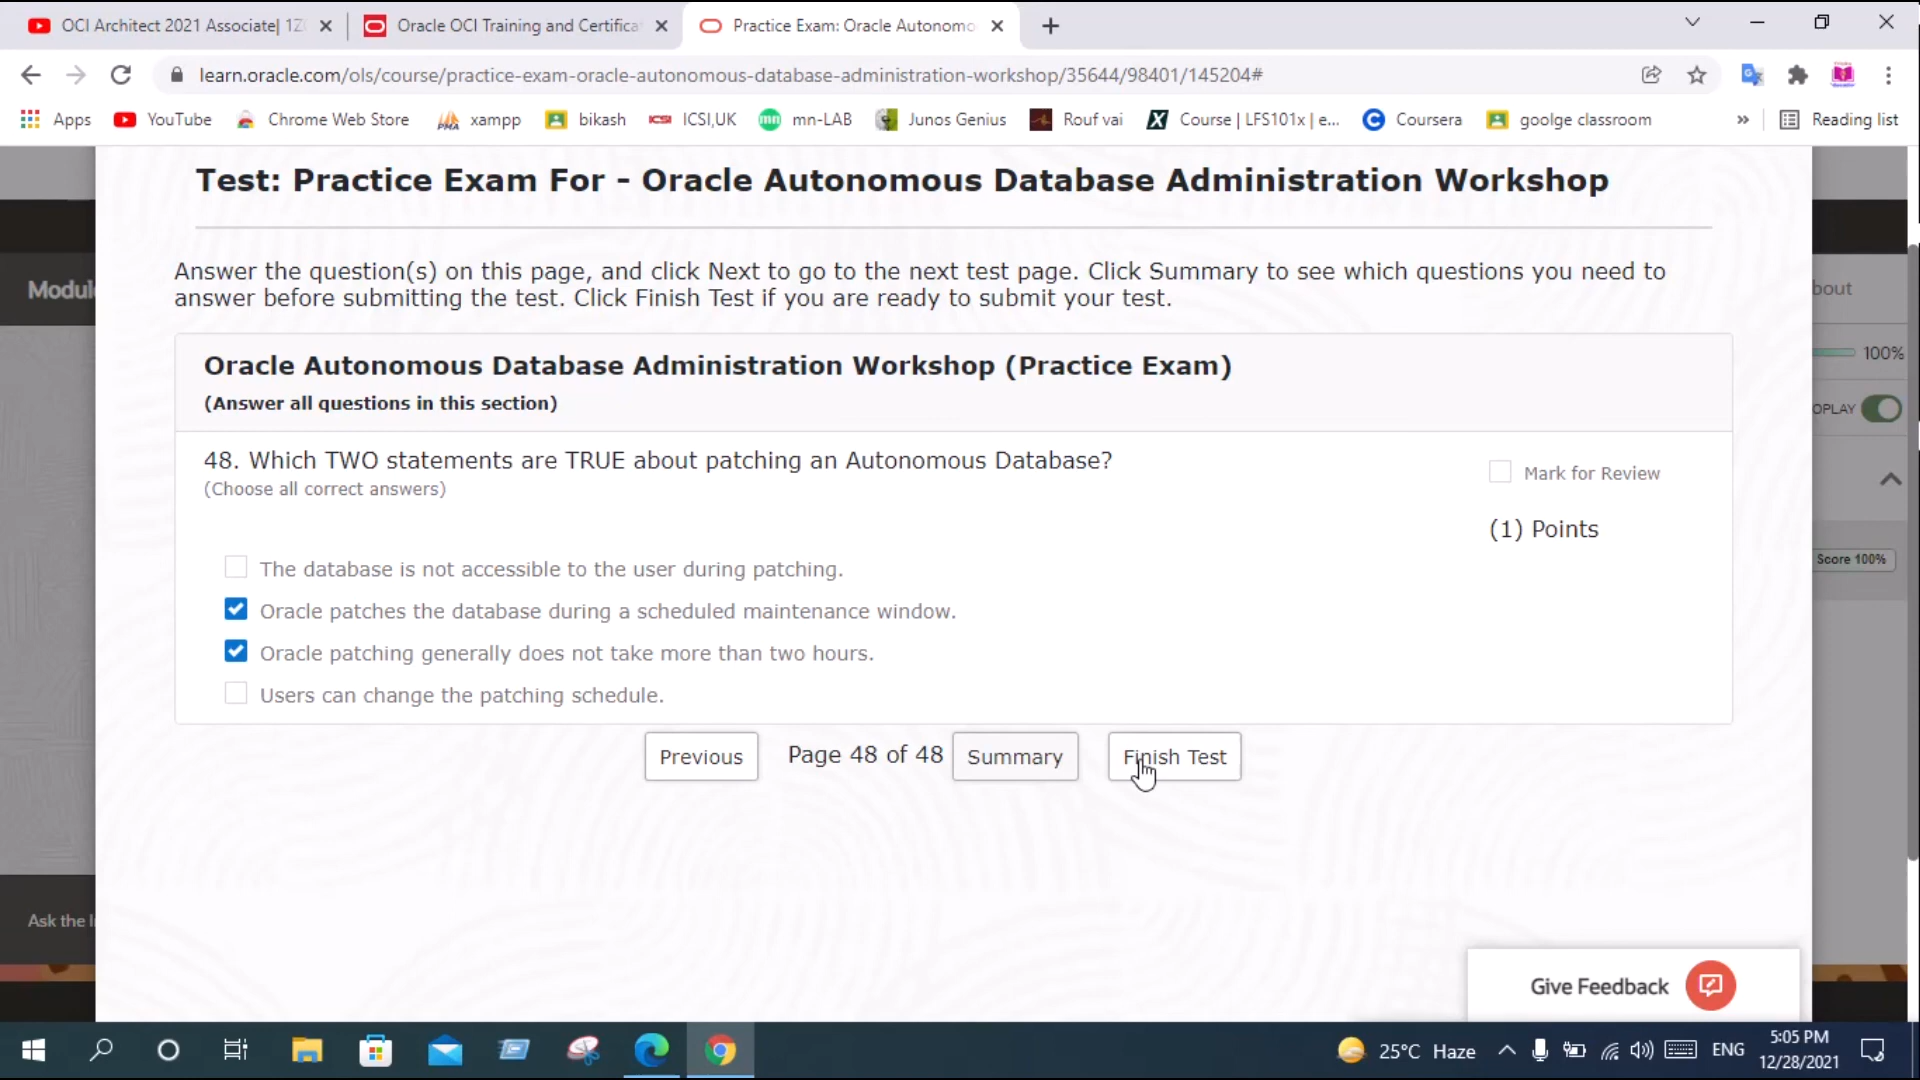 OCI Architect 2021 Associate| 1Z
Oracle OCI Training and Certifica
Practice Exam: Oracle Autonomo
learn.oracle.com/ols/course/practice-exam-oracle-autonomous-database-administration-workshop/35644/98401/145204#
Apps YouTube Chrome Web Store xampp bikash ICSI,UK mn-LAB Junos Genius Rouf vai Course | LFS101x | e... Coursera goolge classroom » Reading list
Test: Practice Exam For - Oracle Autonomous Database Administration Workshop
Answer the question(s) on this page, and click Next to go to the next test page. Click Summary to see which questions you need to
answer before submitting the test. Click Finish Test if you are ready to submit your test.
Modul
bout
100%
OPLAY
Oracle Autonomous Database Administration Workshop (Practice Exam)
(Answer all questions in this section)
48. Which TWO statements are TRUE about patching an Autonomous Database?
(Choose all correct answers)
Mark for Review
(1) Points
Score 100%
The database is not accessible to the user during patching.
Oracle patches the database during a scheduled maintenance window.
Oracle patching generally does not take more than two hours.
Users can change the patching schedule.
Previous Page 48 of 48 Summary Finish Test
Ask the I
Give Feedback
25°C Haze ENG
5:05 PM
12/28/2021